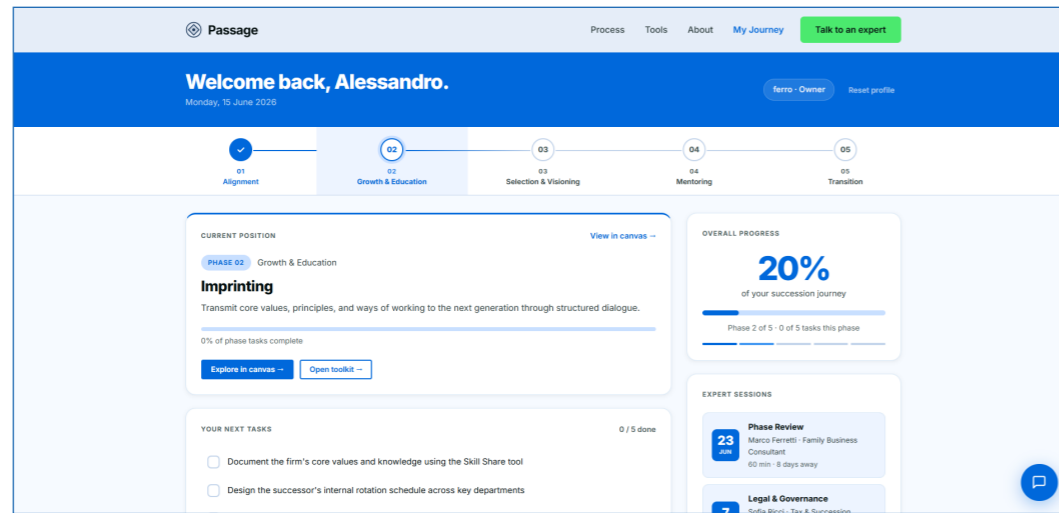 Passage
Process
Tools
About
My Journey
Talk to an expert
Welcome back, Alessandro.
Monday, 15 June 2026
ferro · Owner
Reset profile
02
03
04
05
01
Alignment
02
Growth & Education
03
Selection & Visioning
04
Mentoring
05
Transition
CURRENT POSITION
View in canvas →
PHASE 02 Growth & Education
Imprinting
Transmit core values, principles, and ways of working to the next generation through structured dialogue.
0% of phase tasks complete
Explore in canvas →
Open toolkit →
YOUR NEXT TASKS
0 / 5 done
Document the firm's core values and knowledge using the Skill Share tool
Design the successor's internal rotation schedule across key departments
OVERALL PROGRESS
20%
of your succession journey
Phase 2 of 5 · 0 of 5 tasks this phase
EXPERT SESSIONS
23
JUN
Phase Review
Marco Ferretti · Family Business
Consultant
60 min · 8 days away
7
Legal & Governance
Sofia Ricci · Tax & Succession